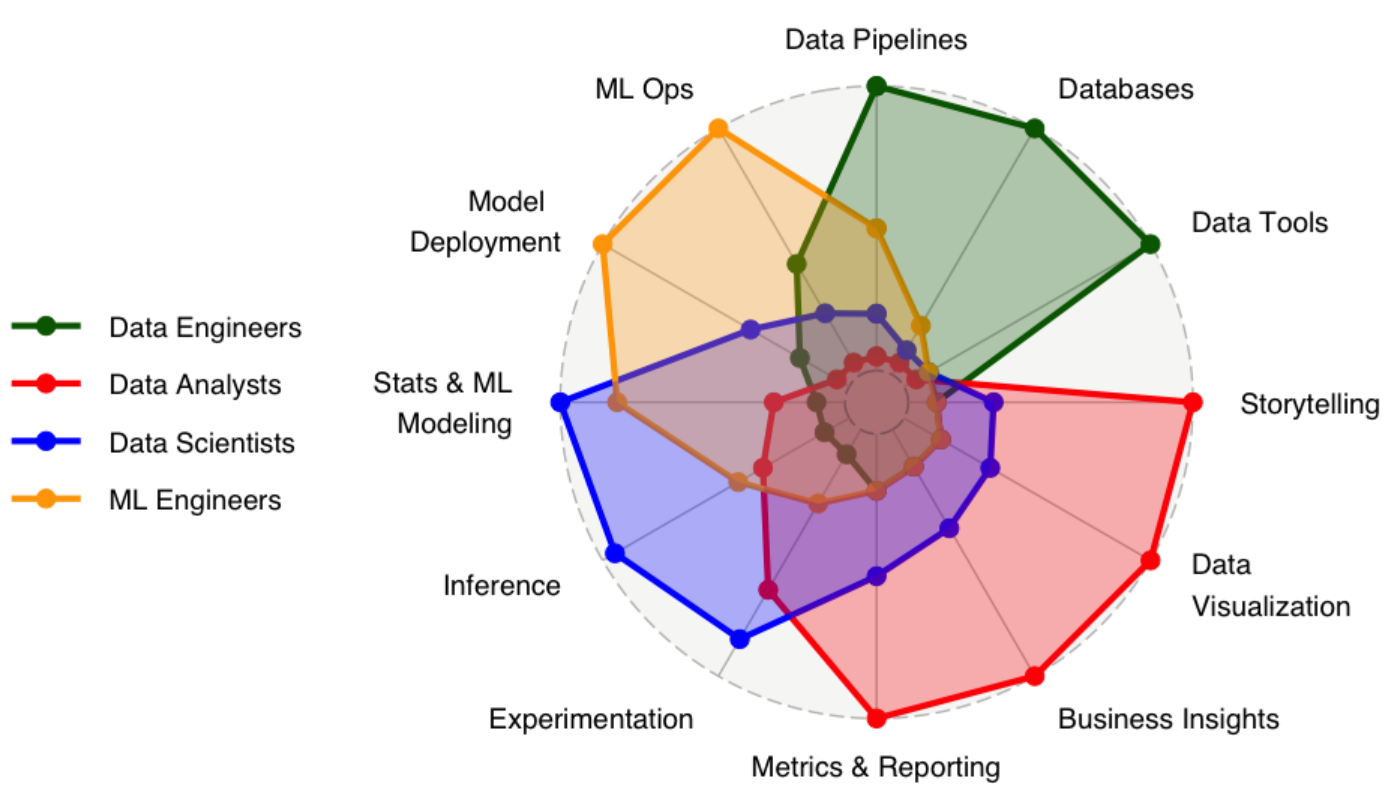 Data Pipelines
ML Ops
Databases
Model
Deployment
Data Tools
Data Engineers
Data Analysts
Data Scientists
ML Engineers
Stats & ML
Modeling
Storytelling
Inference
Data
Visualization
Experimentation
Business Insights
Metrics & Reporting